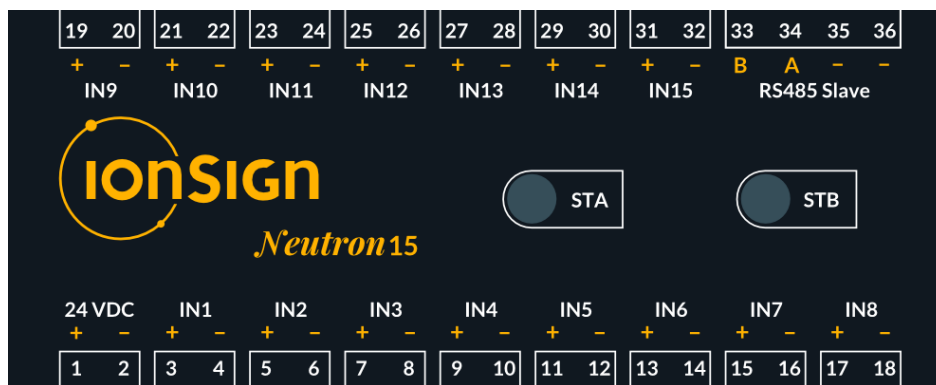 19 20 21 22 23 24 25 26 27 28 29 30 31 32 33 34 35 36
+ − + − + − + − + − + − + − B A − −
IN9 IN10 IN11 IN12 IN13 IN14 IN15 RS485 Slave
ionSign
STA STB
Neutron15
24 VDC IN1 IN2 IN3 IN4 IN5 IN6 IN7 IN8
+ − + − + − + − + − + − + − + − + −
1 2 3 4 5 6 7 8 9 10 11 12 13 14 15 16 17 18